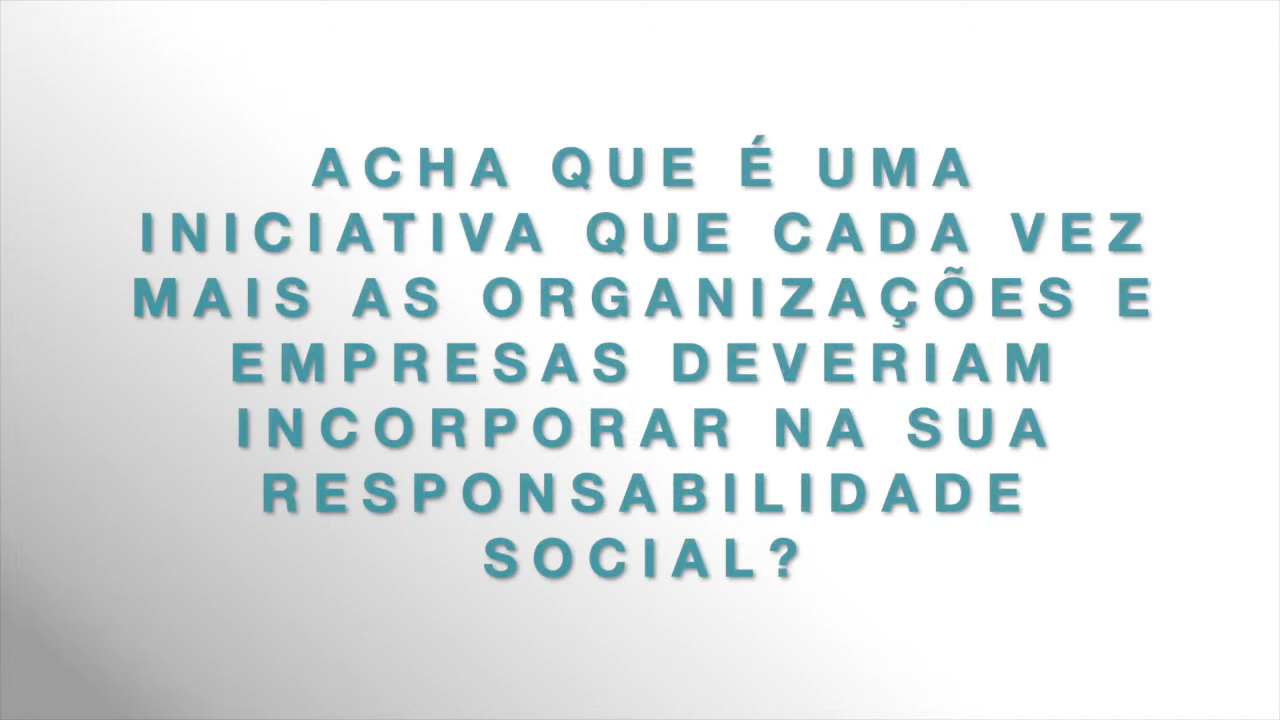 ACHA QUE É UMA
INICIATIVA QUE CADA VEZ
MAIS AS ORGANIZAÇÕES E
EMPRESAS DEVERIAM
INCORPORAR NA SUA
RESPONSABILIDADE
SOCIAL?